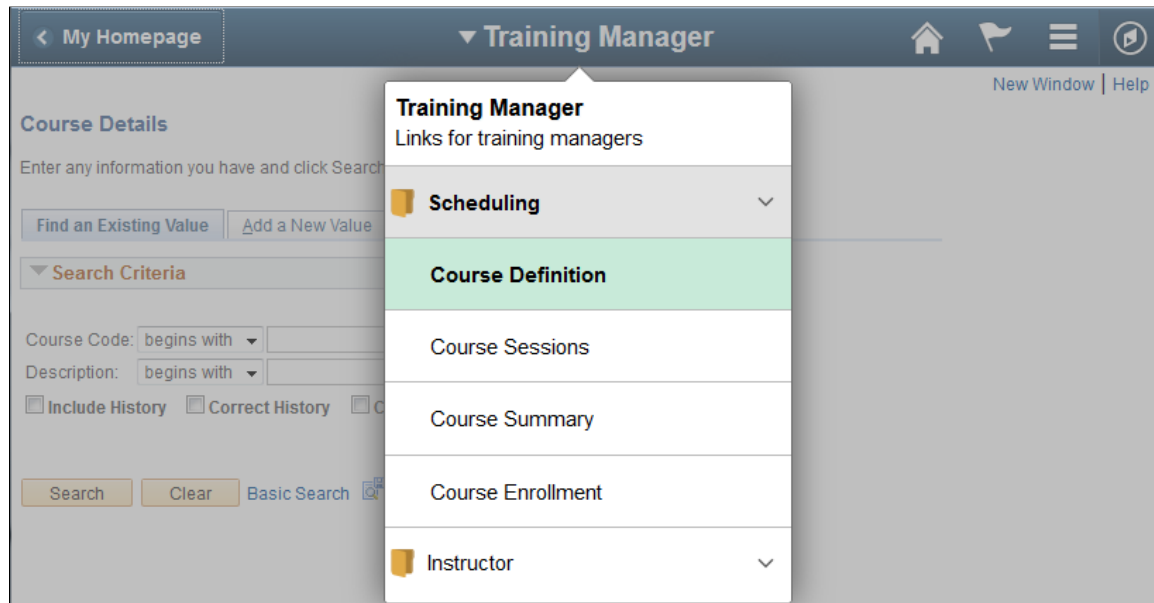 My Homepage
Training Manager
New Window | Help
Course Details
Enter any information you have and click Search
Find an Existing Value
Add a New Value
Search Criteria
Course Code: begins with
Description: begins with
Include History Correct History C
Search Clear Basic Search
Training Manager
Links for training managers
Scheduling
Course Definition
Course Sessions
Course Summary
Course Enrollment
Instructor